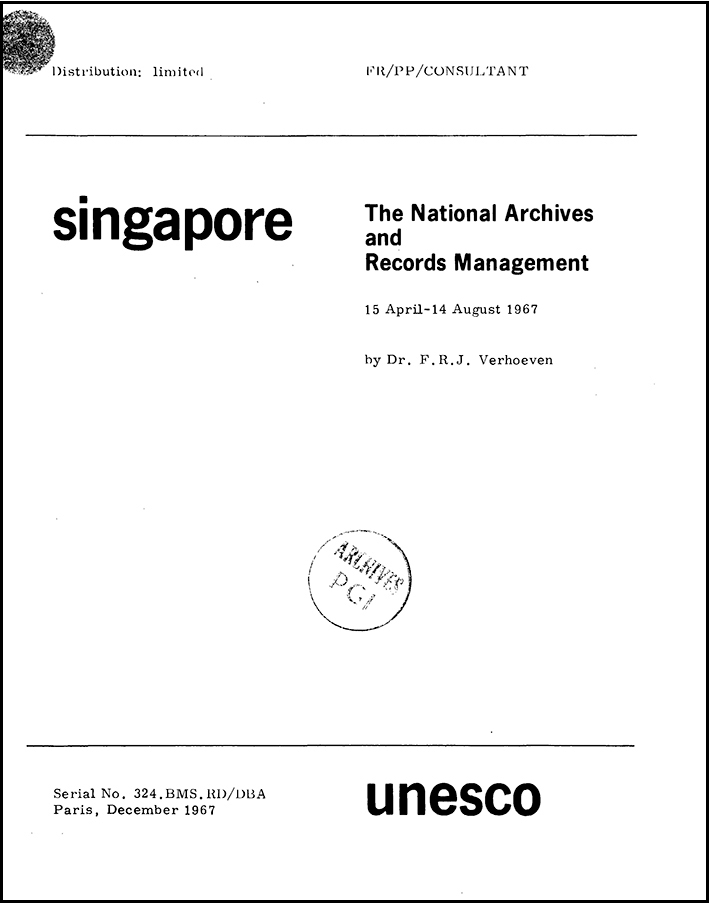 Distribution: limited
FR/PP/CONSULTANT
singapore
The National Archives
and
Records Management
15 April-14 August 1967
by Dr. F.R.J. Verhoeven
ARCHIVES
PGI
Serial No. 324.BMS.RD/DBA
Paris, December 1967
unesco